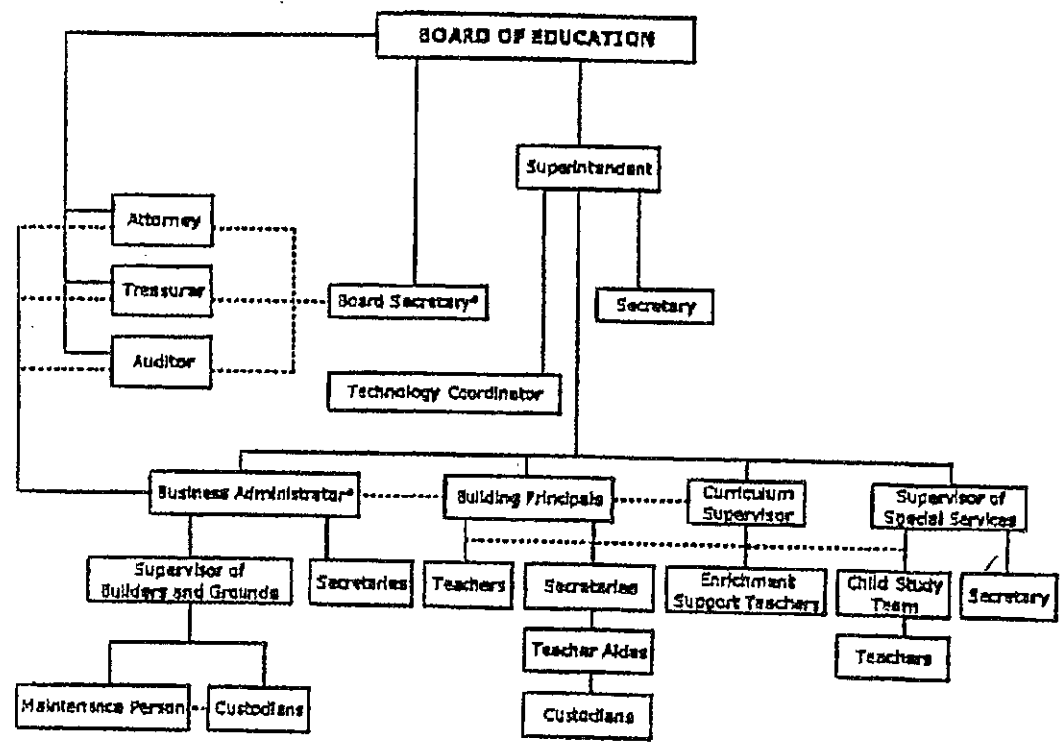 BOARD OF EDUCATION
Superintendent
Attorney
Treasurer
Board Secretary*
Secretary
Auditor
Technology Coordinator
Business Administrator*
Building Principals
Curriculum
Supervisor
Supervisor of
Special Services
Supervisor of
Builders and Grounds
Secretaries
Teachers
Secretaries
Enrichment
Support Teachers
Child Study
Team
Secretary
Teacher Aides
Teachers
Maintenance Person
Custodians
Custodians